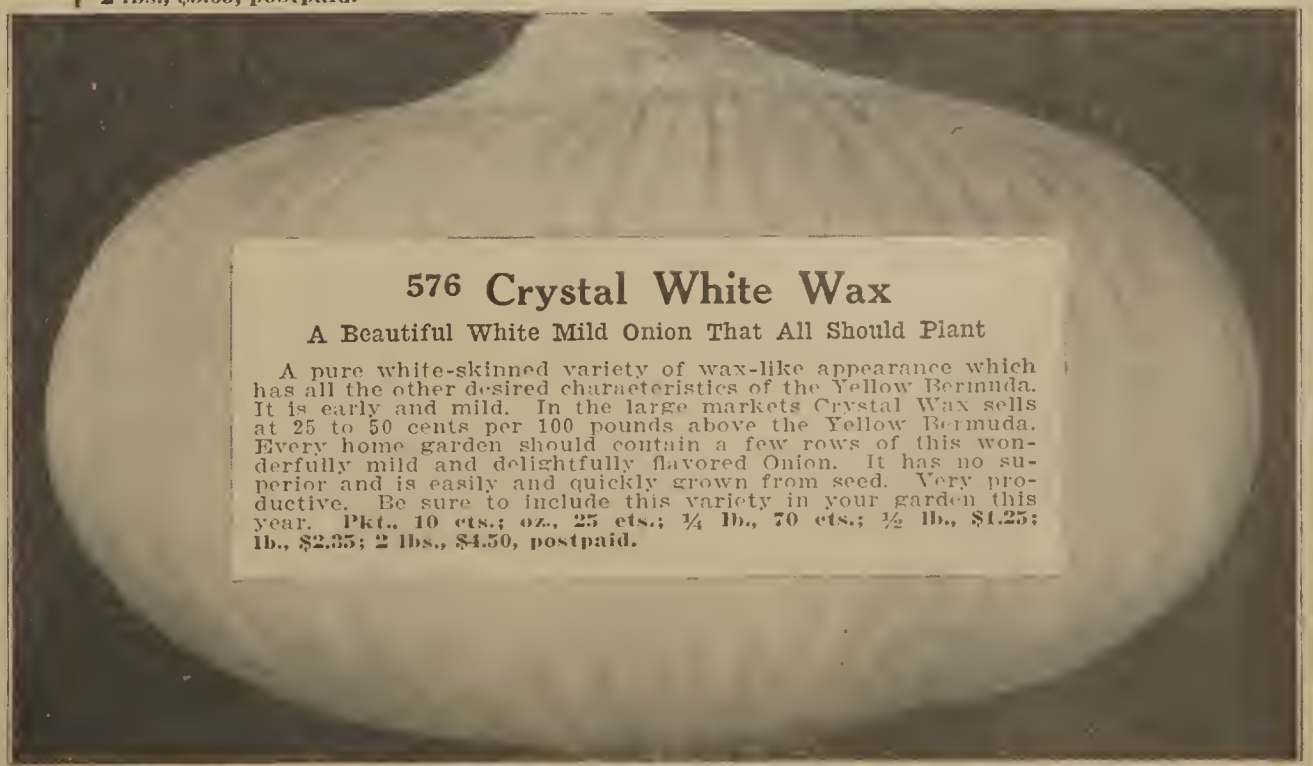 2 lbs., postpaid.
576 Crystal White Wax
A Beautiful White Mild Onion That All Should Plant
A pure white-skinned variety of wax-like appearance which
has all the other desired characteristics of the Yellow Bermuda.
It is early and mild. In the large markets Crystal Wax sells
at 25 to 50 cents per 100 pounds above the Yellow Bermuda.
Every home garden should contain a few rows of this won-
derfully mild and delightfully flavored Onion. It has no su-
perior and is easily and quickly grown from seed. Very pro-
ductive. Be sure to include this variety in your garden this
year. Pkt., 10 cts.; oz., 25 cts.; ¼ lb., 70 cts.; ½ lb., $1.25;
lb., $2.35; 2 lbs., $4.50, postpaid.